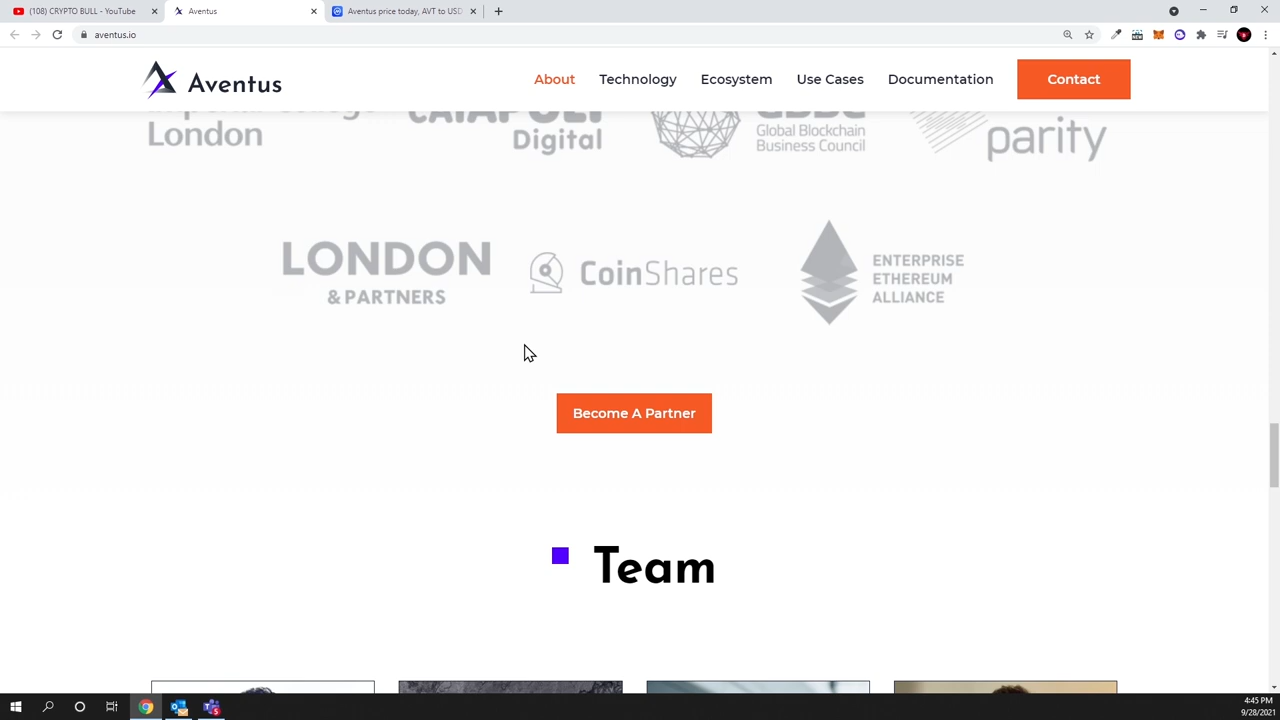 (108) CRYPTO BULL - YouTube
Aventus
Aventus price today, AVT to USD
aventus.io
Aventus
About
Technology
Ecosystem
Use Cases
Documentation
Contact
London
CATAPULT
Digital
Global Blockchain
Business Council
parity
LONDON
& PARTNERS
CoinShares
ENTERPRISE
ETHEREUM
ALLIANCE
Become A Partner
Team
4:45 PM
9/28/2021